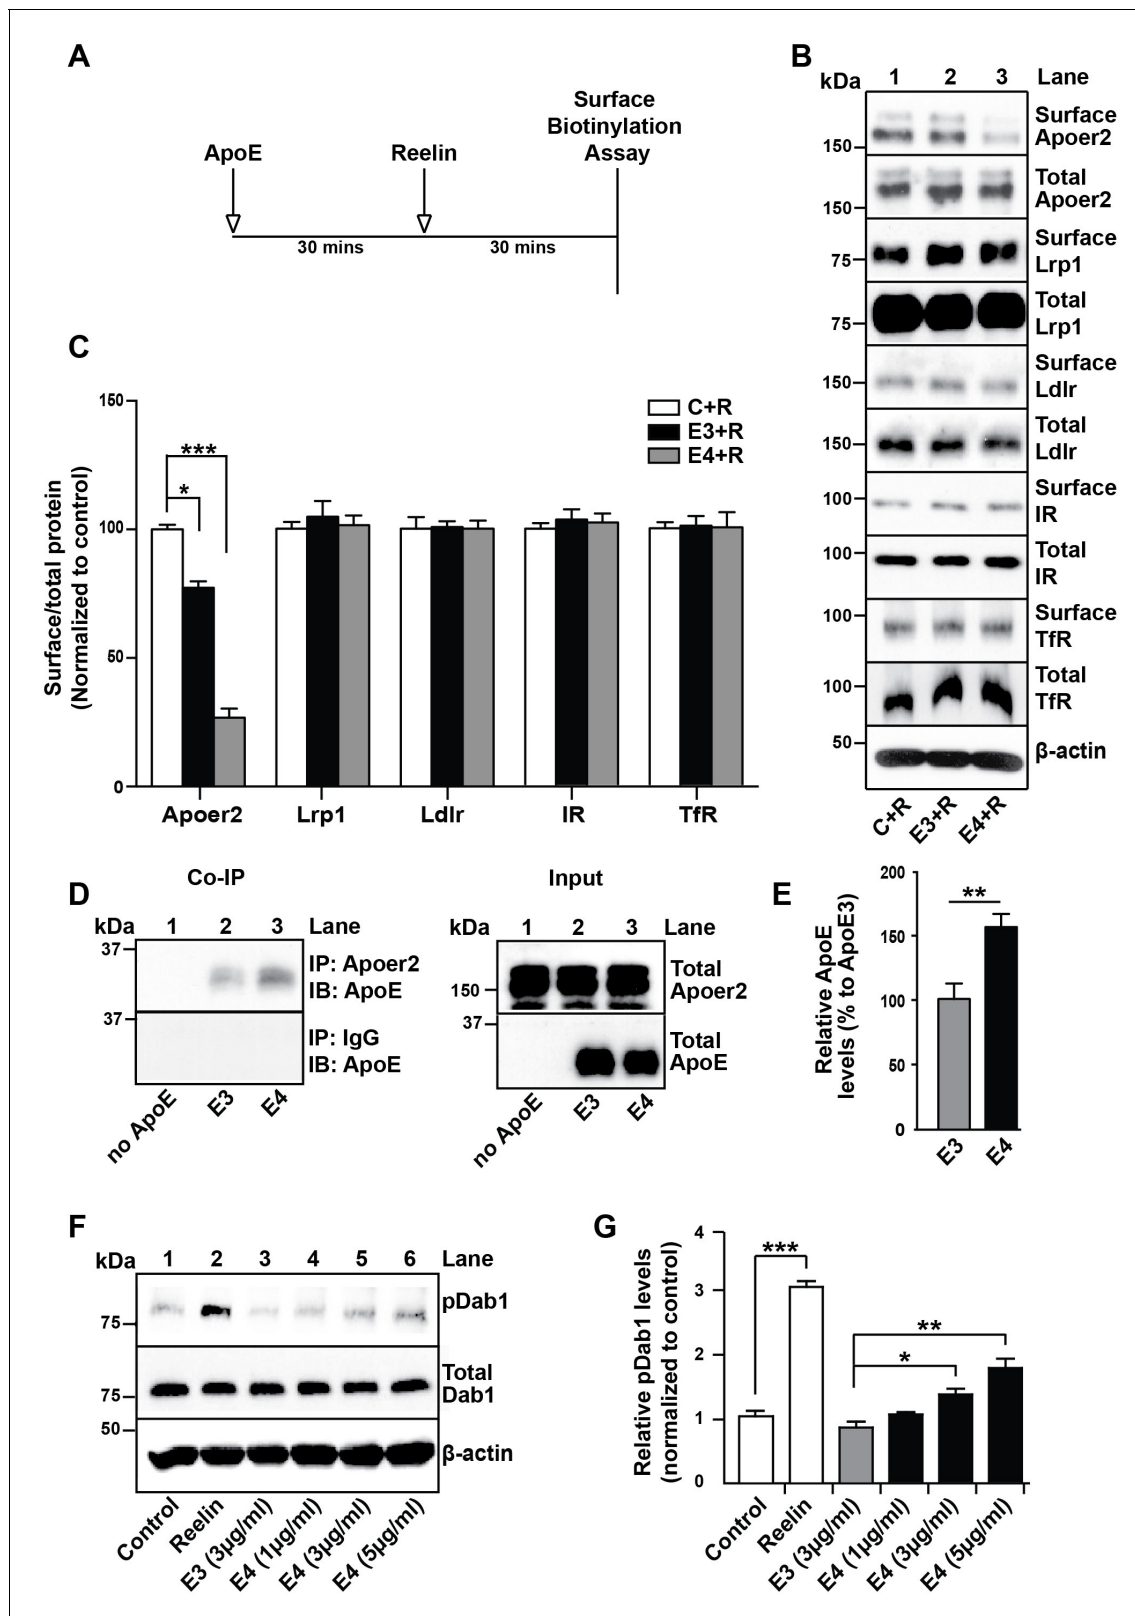 A
ApoE
Reelin
Surface
Biotinylation
Assay
30 mins
30 mins
B
kDa 1 2 3 Lane
150
Surface
Apoer2
150
Total
Apoer2
75
Surface
Lrp1
75
Total
Lrp1
150
Surface
Ldlr
150
Total
Ldlr
100
Surface
IR
100
Total
IR
100
Surface
TfR
100
Total
TfR
50
β-actin
C+R
E3+R
E4+R
C
Surface/total protein
(Normalized to control)
150
100
50
0
***
*
C+R
E3+R
E4+R
Apoer2 Lrp1 Ldlr IR TfR
D
Co-IP
kDa 1 2 3 Lane
37
IP: Apoer2
IB: ApoE
37
IP: IgG
IB: ApoE
no ApoE
E3
E4
Input
kDa 1 2 3 Lane
150
Total
Apoer2
37
Total
ApoE
no ApoE
E3
E4
E
Relative ApoE
levels (% to ApoE3)
200
150
100
50
0
**
E3
E4
F
kDa 1 2 3 4 5 6 Lane
75
pDab1
75
Total
Dab1
50
β-actin
Control
Reelin
E3 (3μg/ml)
E4 (1μg/ml)
E4 (3μg/ml)
E4 (5μg/ml)
G
Relative pDab1 levels
(normalized to control)
4
3
2
1
0
***
**
*
Control
Reelin
E3 (3μg/ml)
E4 (1μg/ml)
E4 (3μg/ml)
E4 (5μg/ml)